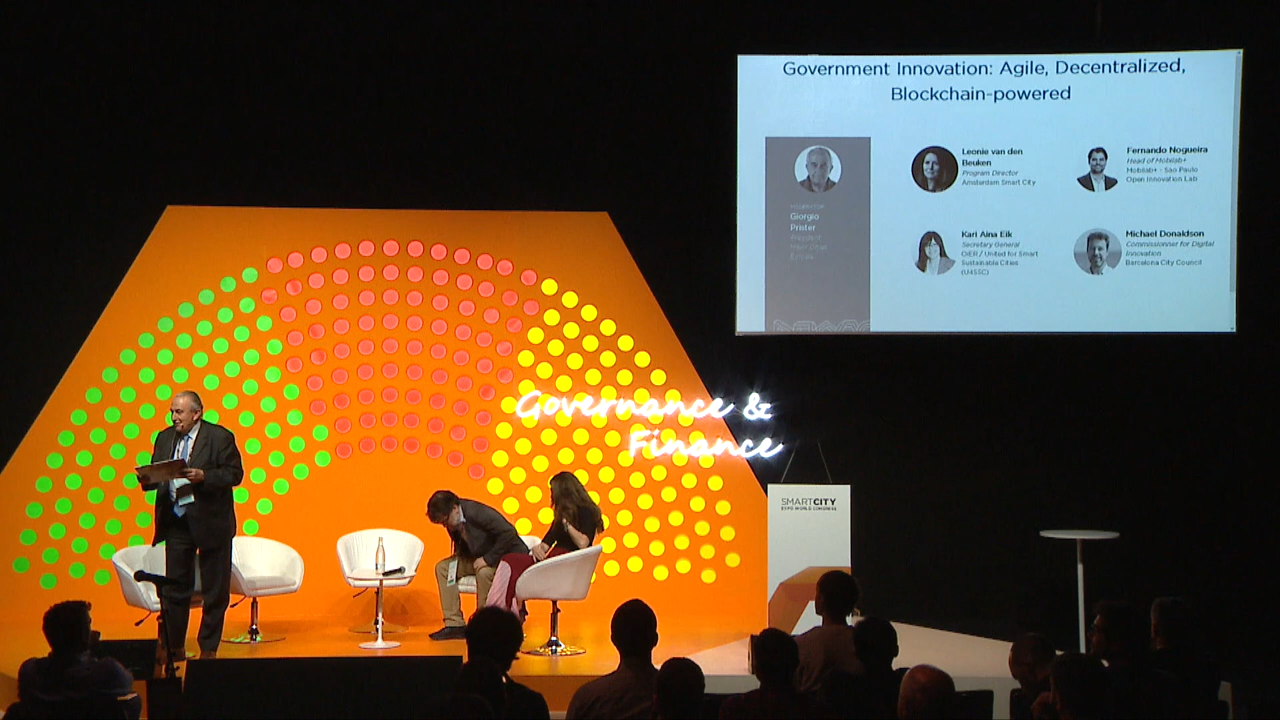 Government Innovation: Agile, Decentralized,
Blockchain-powered
MODERATOR
Giorgio
Prister
President
Leonie van den
Beuken
Program Director
Amsterdam Smart City
Fernando Nogueira
Head of Mobilab+
Mobilab+ - Sao Paulo
Open Innovation Lab
Kari Aina Eik
Secretary General
OiER / United for Smart
Sustainable Cities
(U4SSC)
Michael Donaldson
Commissioner for Digital
Innovation
Barcelona City Council
Governance &
Finance
SMARTCITY
EXPO WORLD CONGRESS